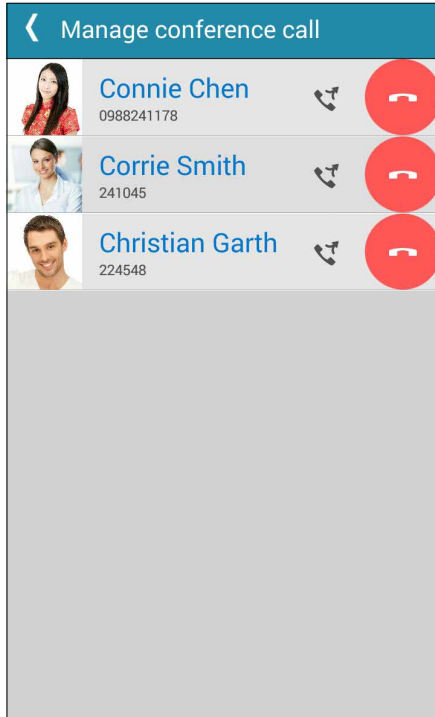 Manage conference call
Connie Chen
0988241178
Corrie Smith
241045
Christian Garth
224548